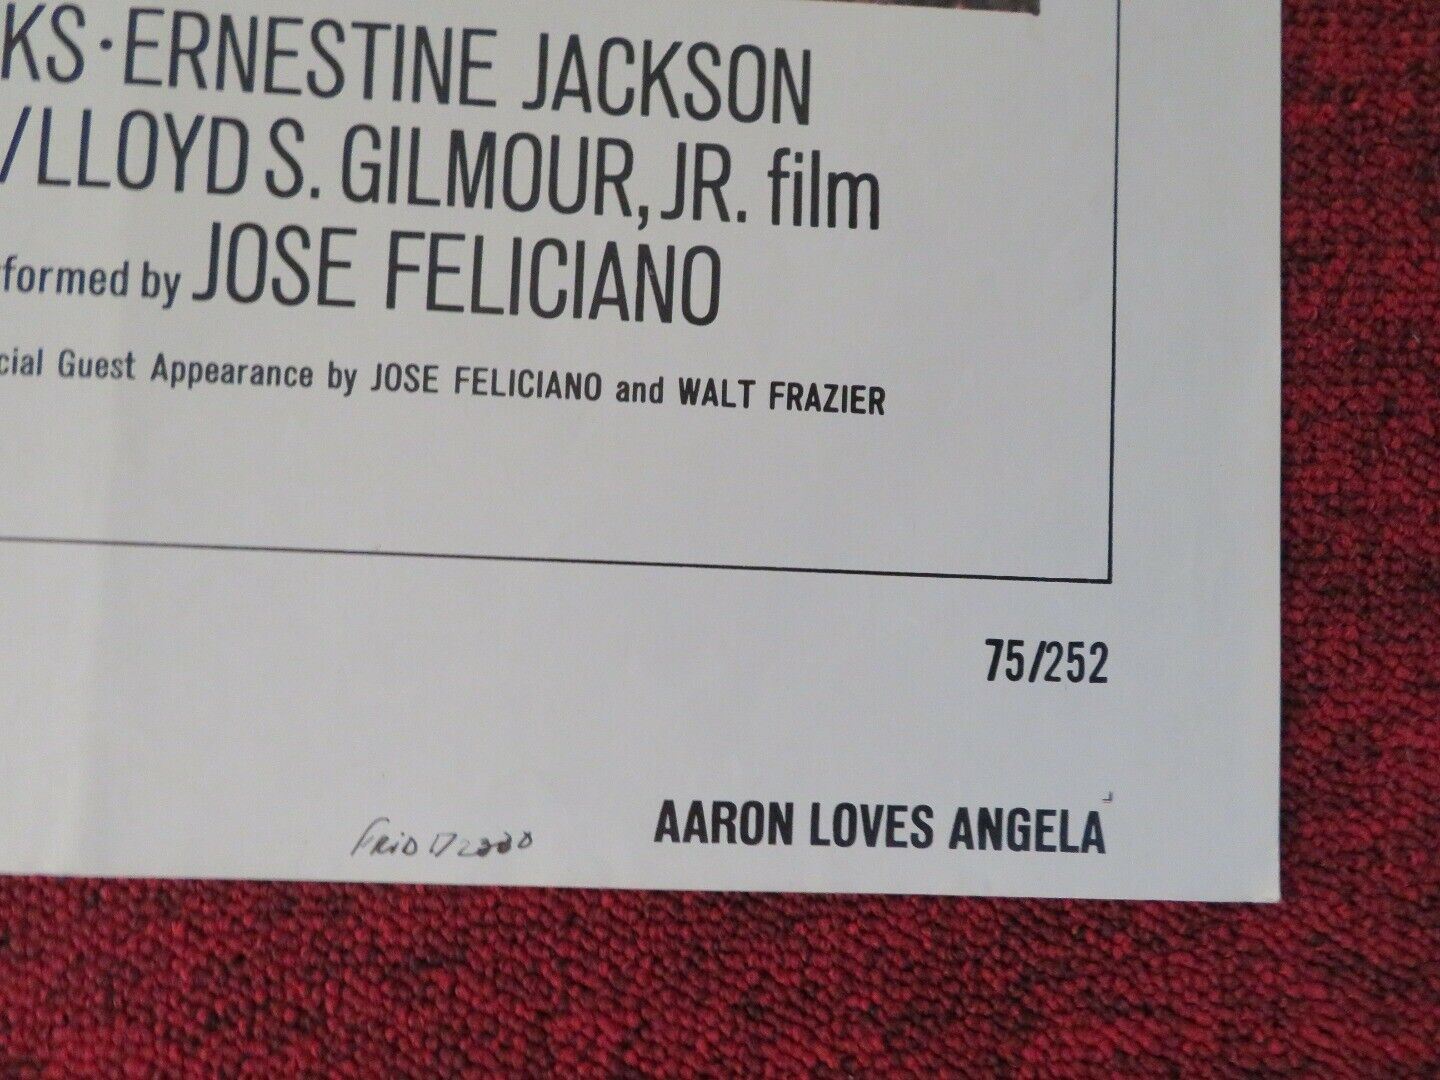 KS · ERNESTINE JACKSON
/LLOYD S. GILMOUR, JR. film
formed by JOSE FELICIANO
cial Guest Appearance by JOSE FELICIANO and WALT FRAZIER
75/252
AARON LOVES ANGELA